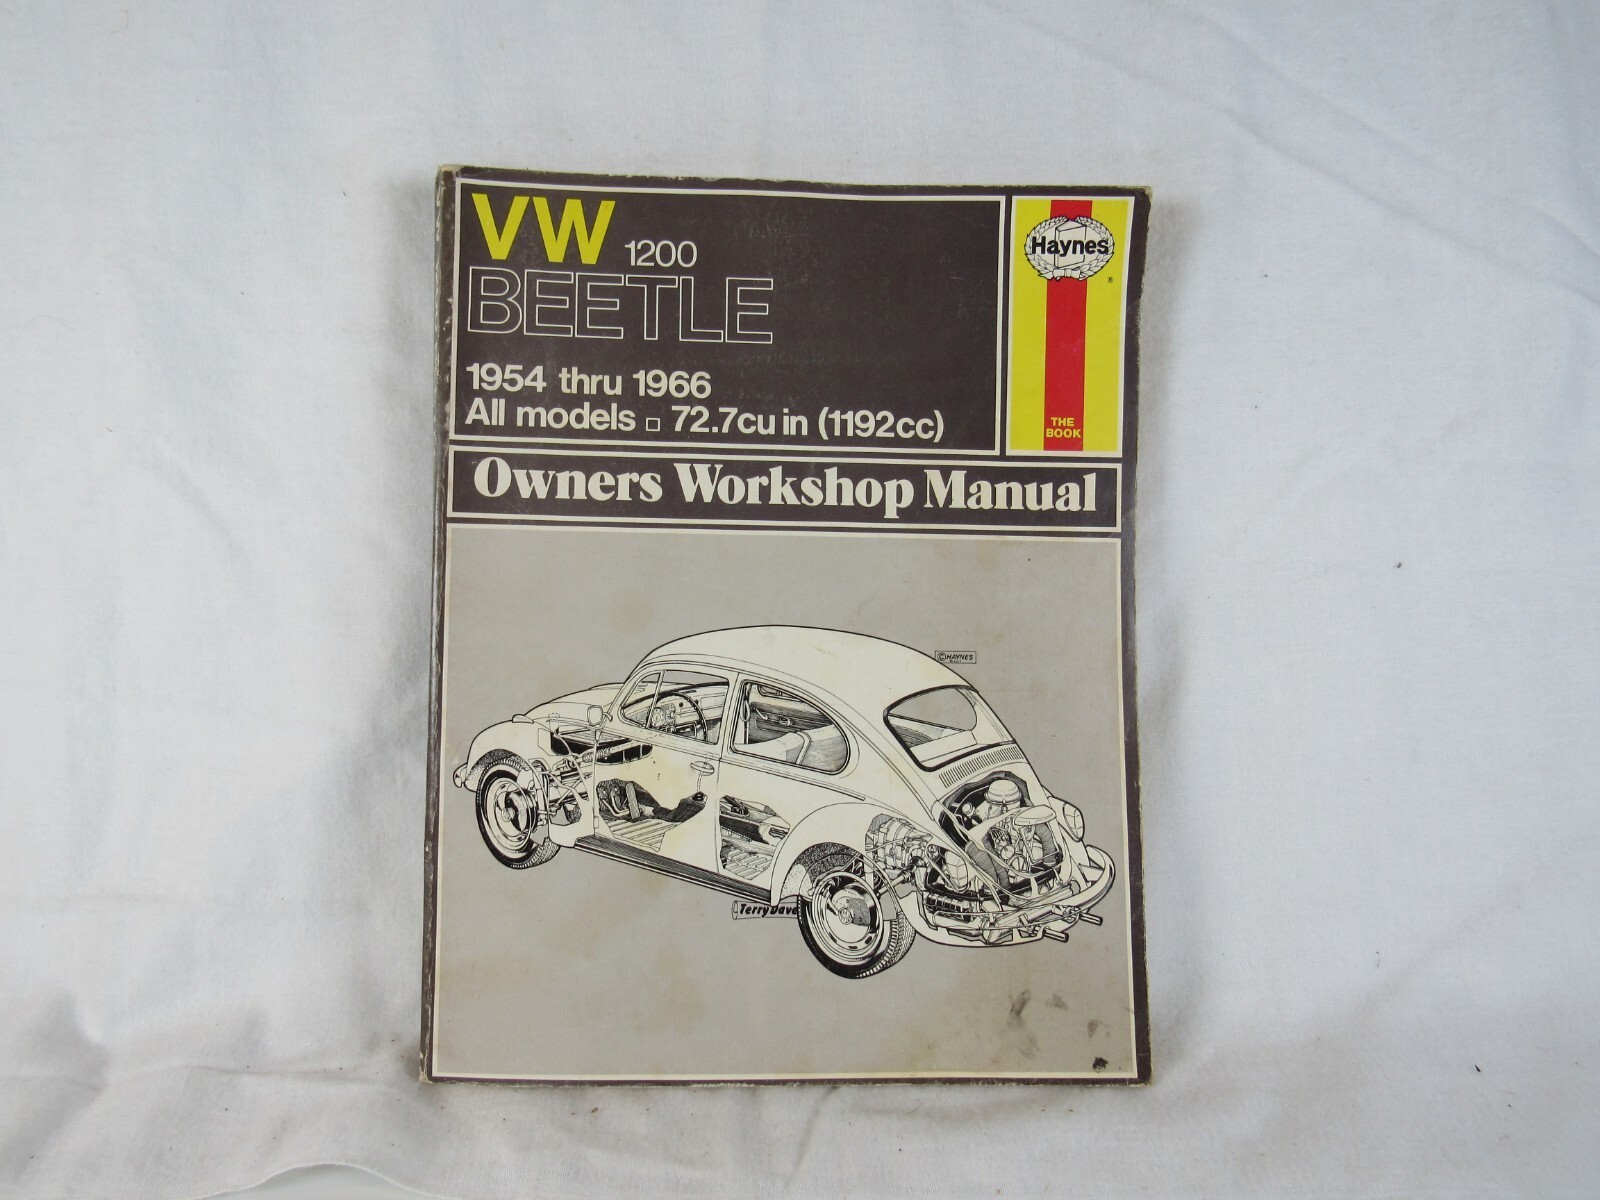 VW 1200
BEETLE
1954 thru 1966
All models □ 72.7cu in (1192cc)
Haynes
®
THE
BOOK
Owners Workshop Manual
© HAYNES
Terry Dave